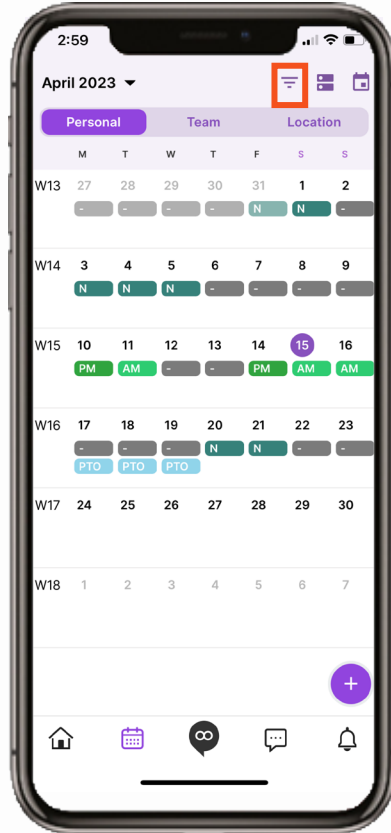 2:59
April 2023
Personal Team Location
M T W T F S S
W13 27 28 29 30 31 1 2
- - - - N N -
W14 3 4 5 6 7 8 9
N N N - - - -
W15 10 11 12 13 14 15 16
PM AM - - PM AM AM
W16 17 18 19 20 21 22 23
- - - N N - -
PTO PTO PTO
W17 24 25 26 27 28 29 30
W18 1 2 3 4 5 6 7
+